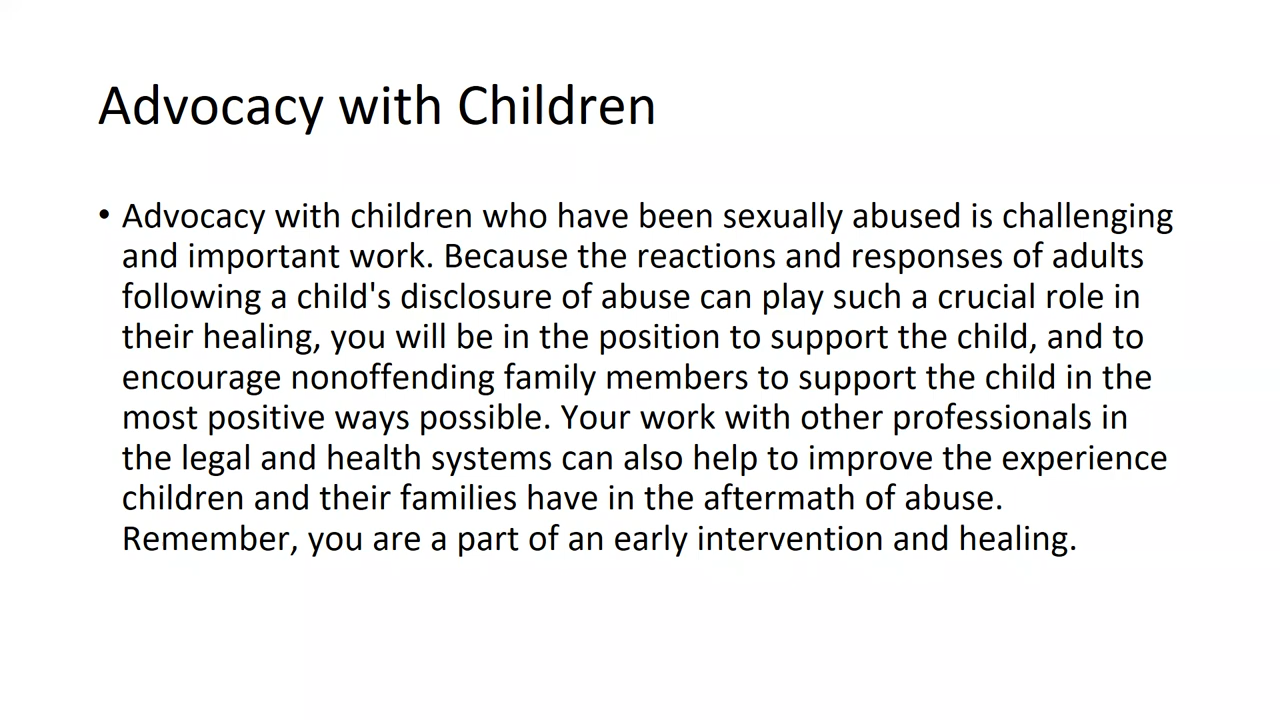 Advocacy with Children
• Advocacy with children who have been sexually abused is challenging
and important work. Because the reactions and responses of adults
following a child's disclosure of abuse can play such a crucial role in
their healing, you will be in the position to support the child, and to
encourage nonoffending family members to support the child in the
most positive ways possible. Your work with other professionals in
the legal and health systems can also help to improve the experience
children and their families have in the aftermath of abuse.
Remember, you are a part of an early intervention and healing.